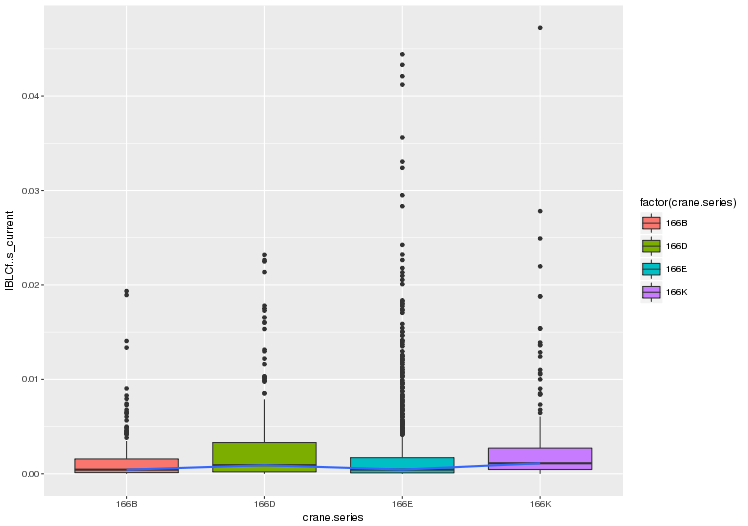 IBLCf..s_current
0.04
0.03
0.02
0.01
0.00
166B
166D
166E
166K
crane.series
factor(crane.series)
166B
166D
166E
166K